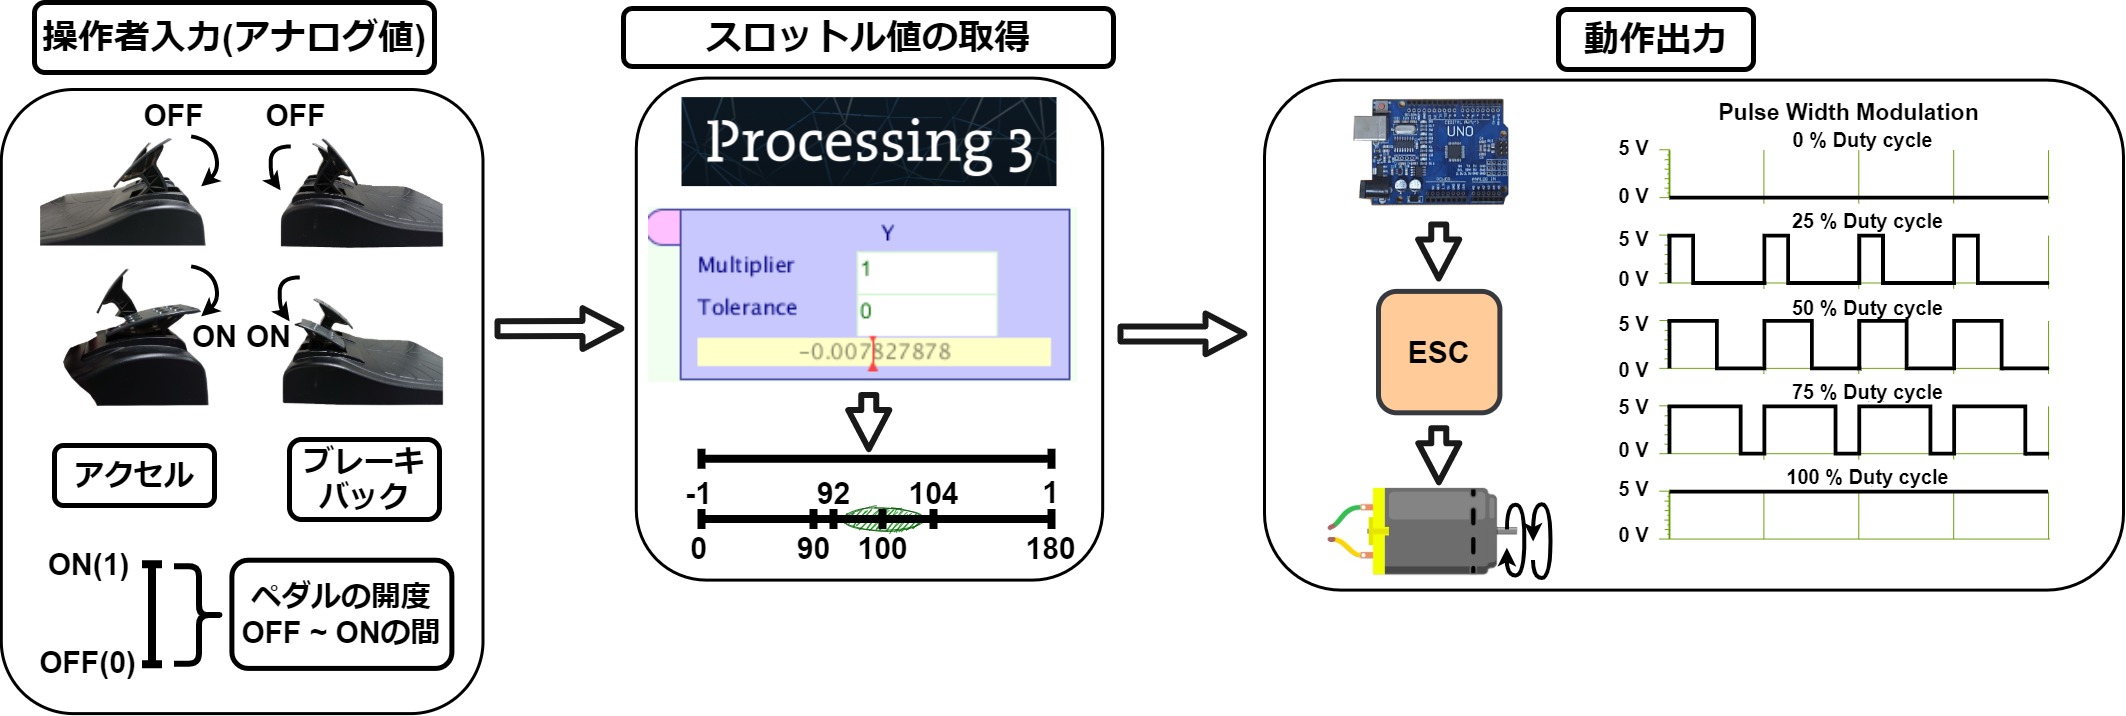 操作者入力(アナログ値)
OFF
OFF
ON
ON
アクセル
ブレーキ
バック
ON(1)
OFF(0)
ペダルの開度
OFF ~ ONの間
スロットル値の取得
Processing 3
Y
Multiplier
1
Tolerance
0
-0.007827878
-1
92
104
1
0
90
100
180
動作出力
UNO
ESC
Pulse Width Modulation
0 % Duty cycle
5 V
0 V
25 % Duty cycle
5 V
0 V
50 % Duty cycle
5 V
0 V
75 % Duty cycle
5 V
0 V
100 % Duty cycle
5 V
0 V